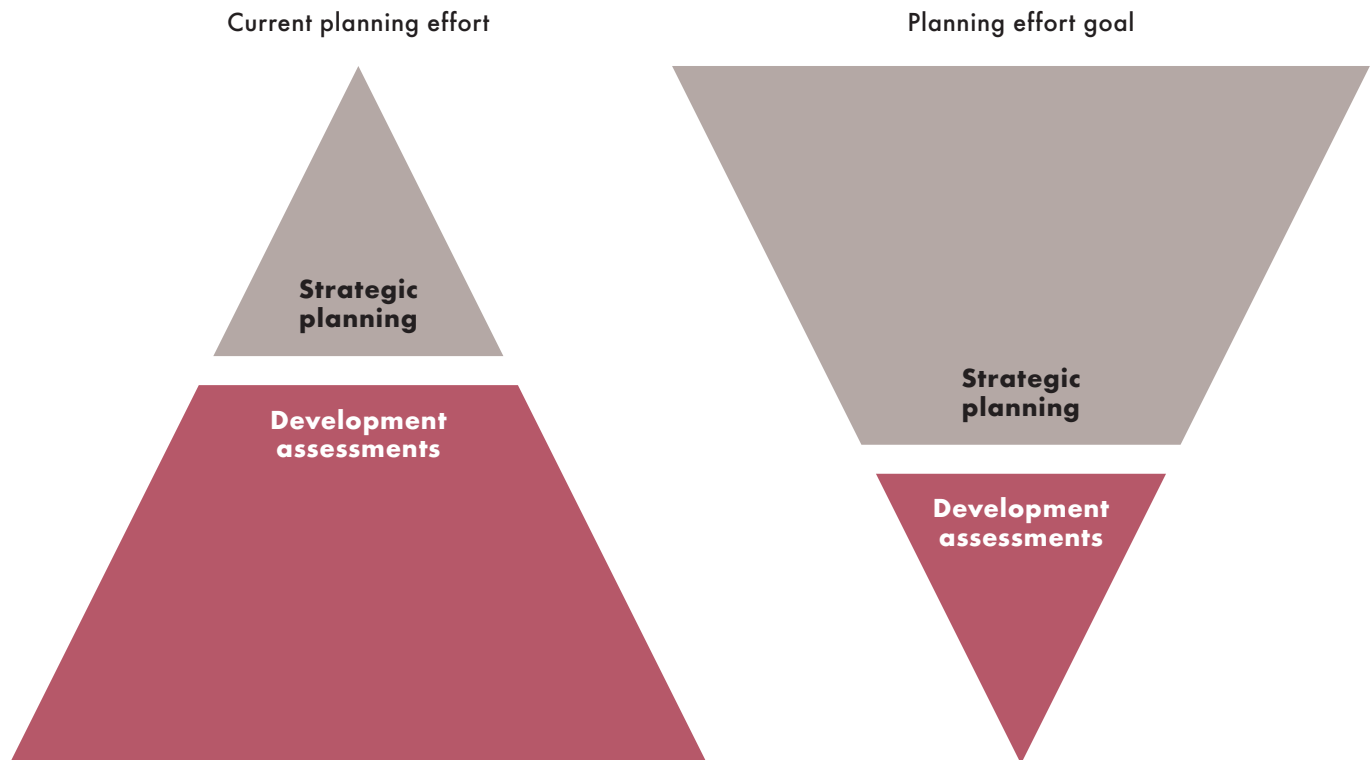 Current planning effort
Strategic
planning
Development
assessments
Planning effort goal
Strategic
planning
Development
assessments